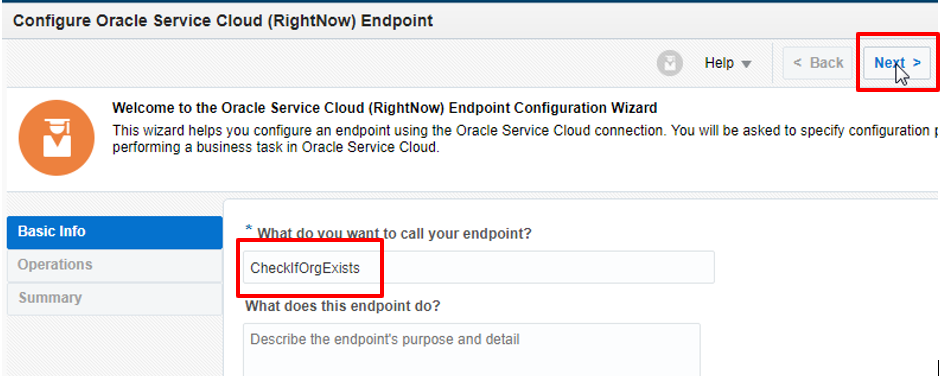 Configure Oracle Service Cloud (RightNow) Endpoint
Help
< Back
Next >
Welcome to the Oracle Service Cloud (RightNow) Endpoint Configuration Wizard
This wizard helps you configure an endpoint using the Oracle Service Cloud connection. You will be asked to specify configuration
performing a business task in Oracle Service Cloud.
Basic Info
Operations
Summary
* What do you want to call your endpoint?
CheckIfOrgExists
What does this endpoint do?
Describe the endpoint's purpose and detail